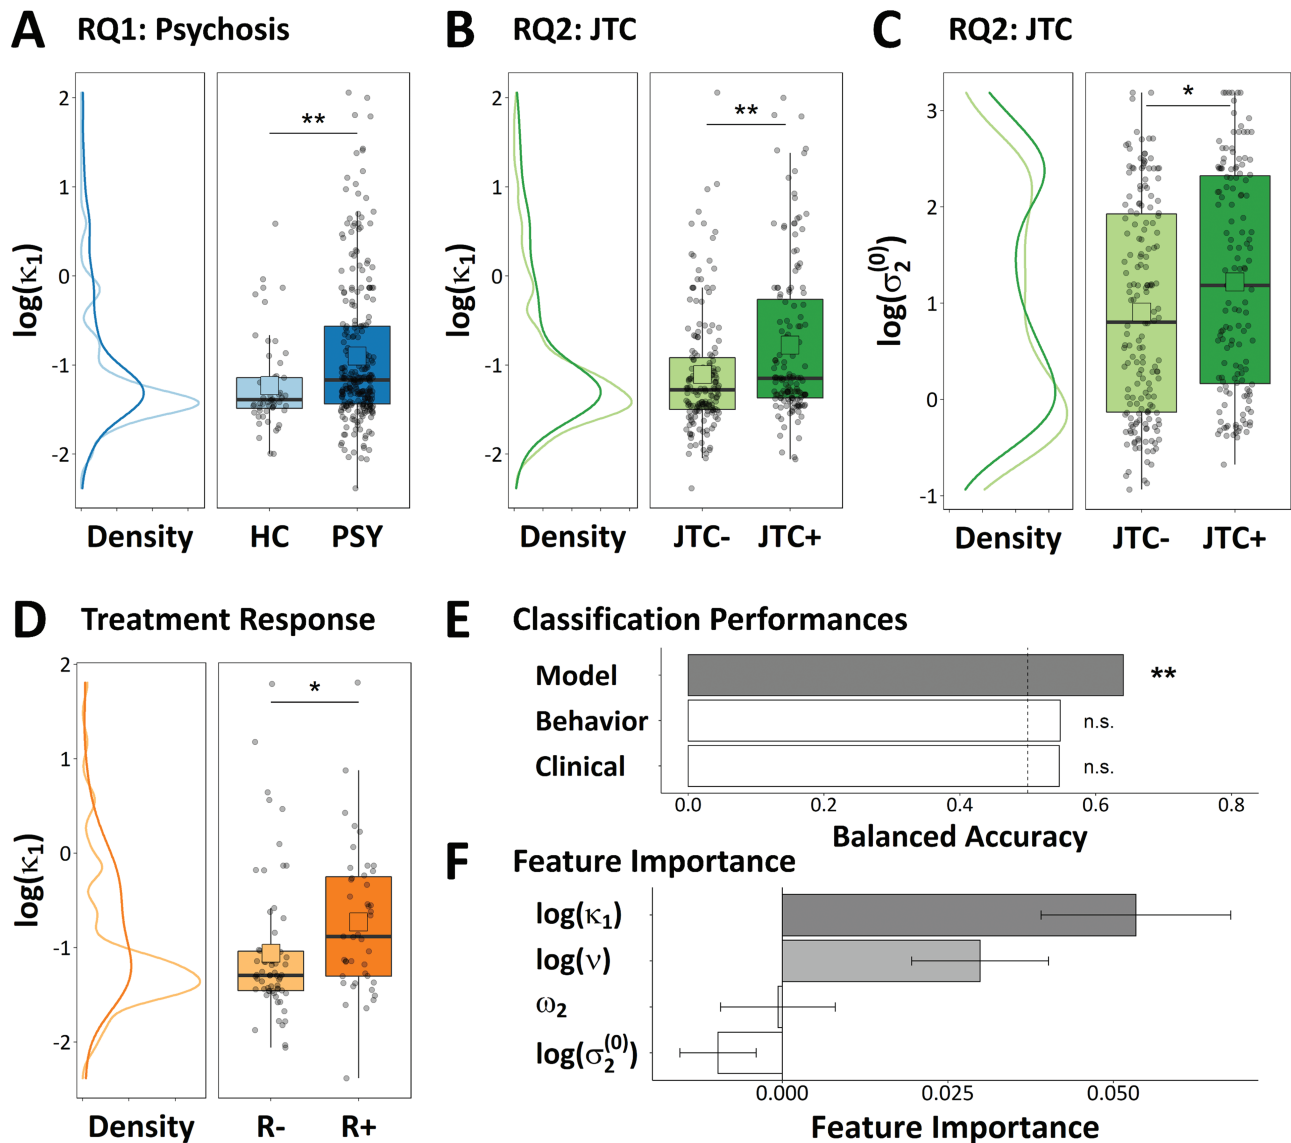 A RQ1: Psychosis
log(κ₁)
2
1
0
-1
-2
**
Density HC PSY
B RQ2: JTC
log(κ₁)
2
1
0
-1
-2
**
Density JTC- JTC+
C RQ2: JTC
log(σ₂⁽⁰⁾)
3
2
1
0
-1
*
Density JTC- JTC+
D Treatment Response
log(κ₁)
2
1
0
-1
-2
*
Density R- R+
E Classification Performances
Model **
Behavior n.s.
Clinical n.s.
0.0 0.2 0.4 0.6 0.8
Balanced Accuracy
F Feature Importance
log(κ₁)
log(ν)
ω₂
log(σ₂⁽⁰⁾)
0.000 0.025 0.050
Feature Importance